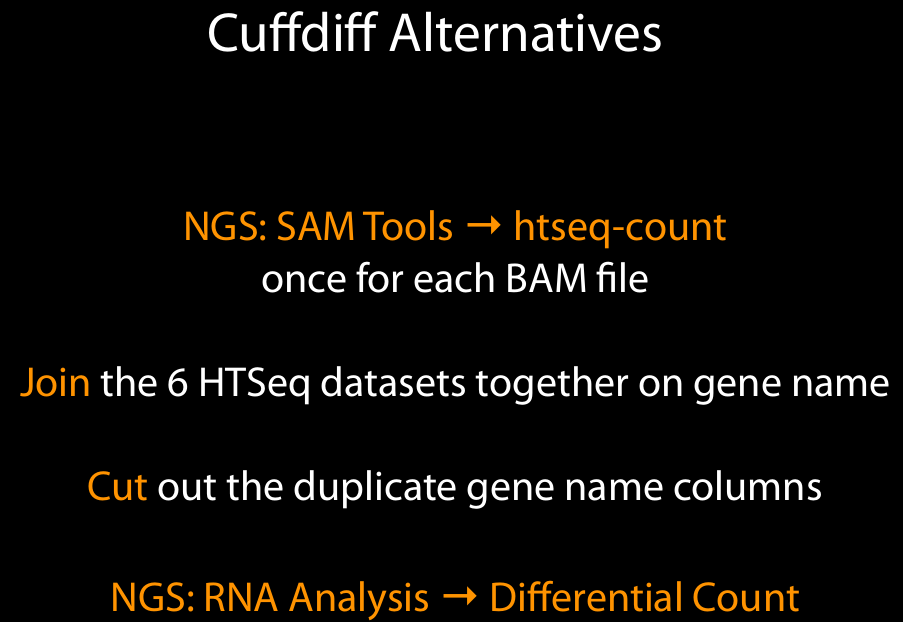 Cuffdiff Alternatives
NGS: SAM Tools → htseq-count
once for each BAM file
Join the 6 HTSeq datasets together on gene name
Cut out the duplicate gene name columns
NGS: RNA Analysis → Differential Count